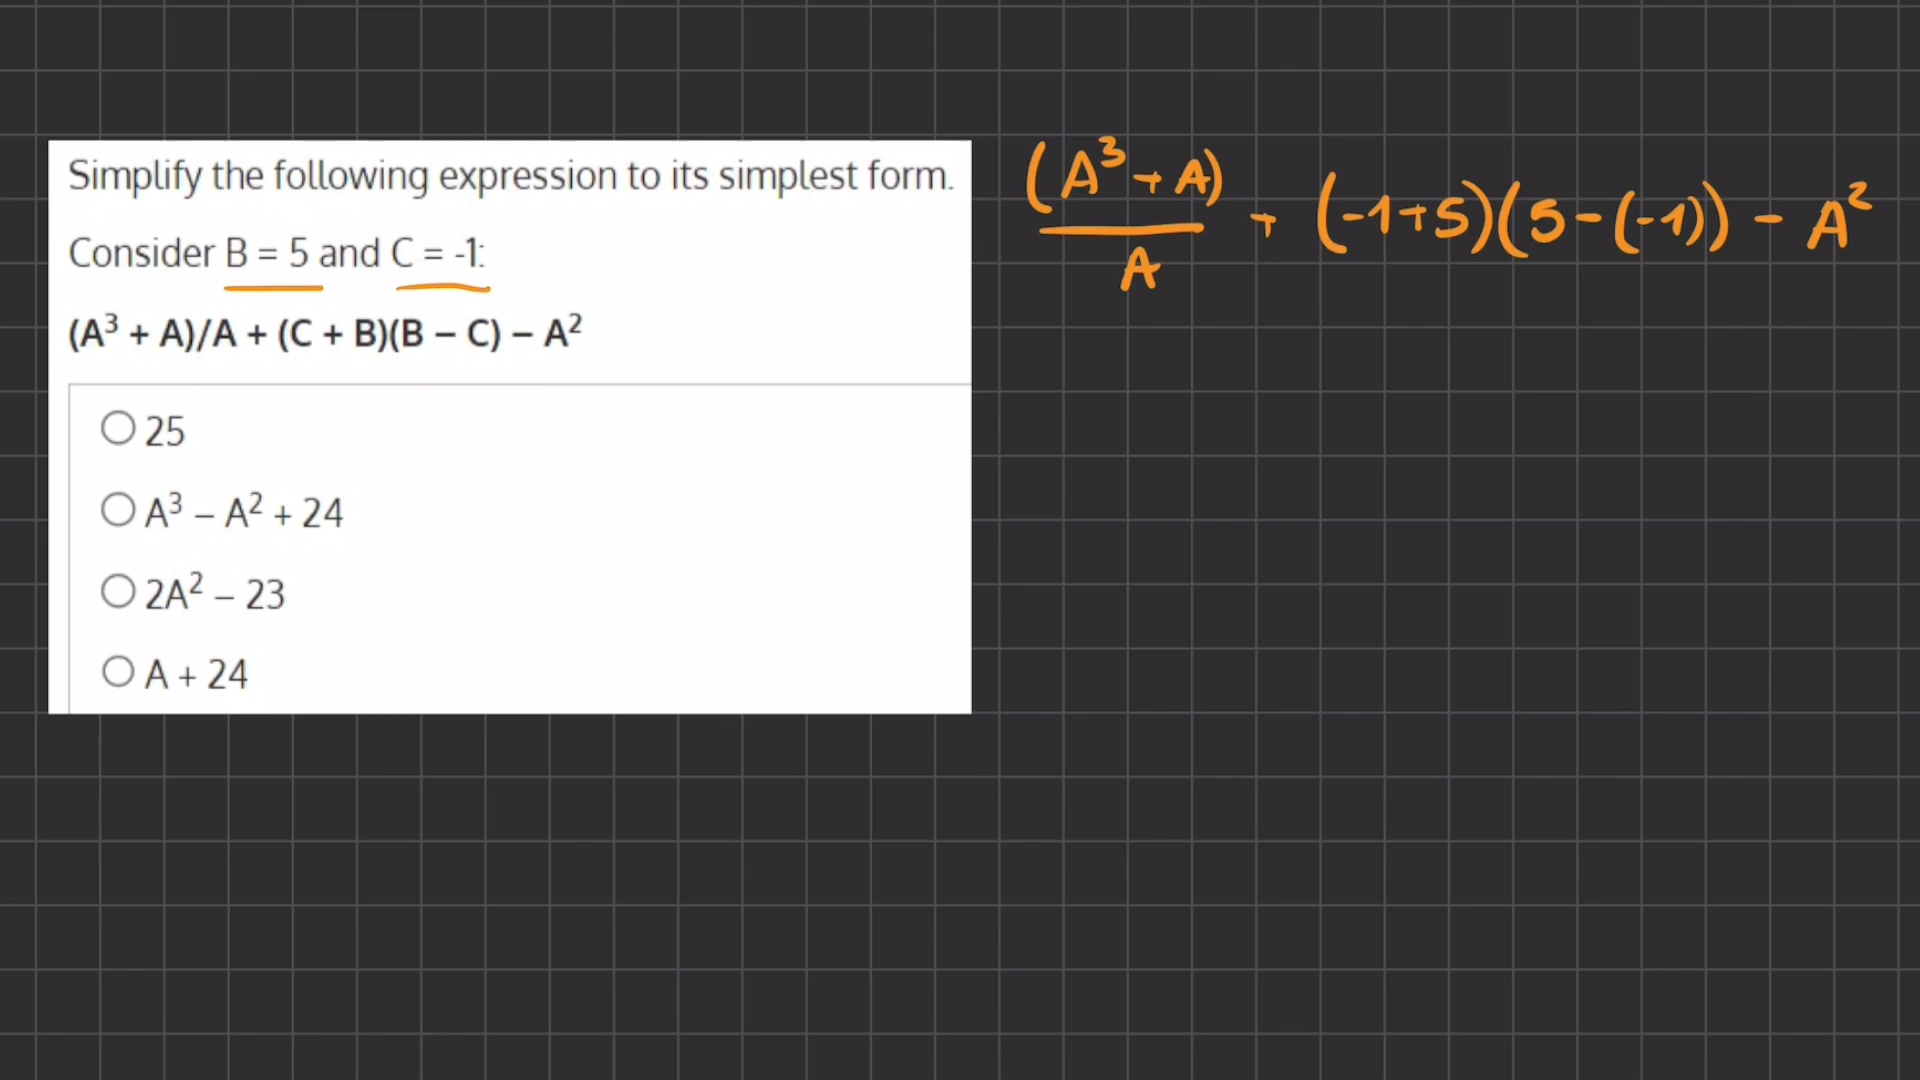 Simplify the following expression to its simplest form.
Consider B = 5 and C = -1:
(A³ + A)/A + (C + B)(B – C) – A²
25
A³ – A² + 24
2A² – 23
A + 24
(A³+A)/A + (-1+5)(5-(-1)) - A²